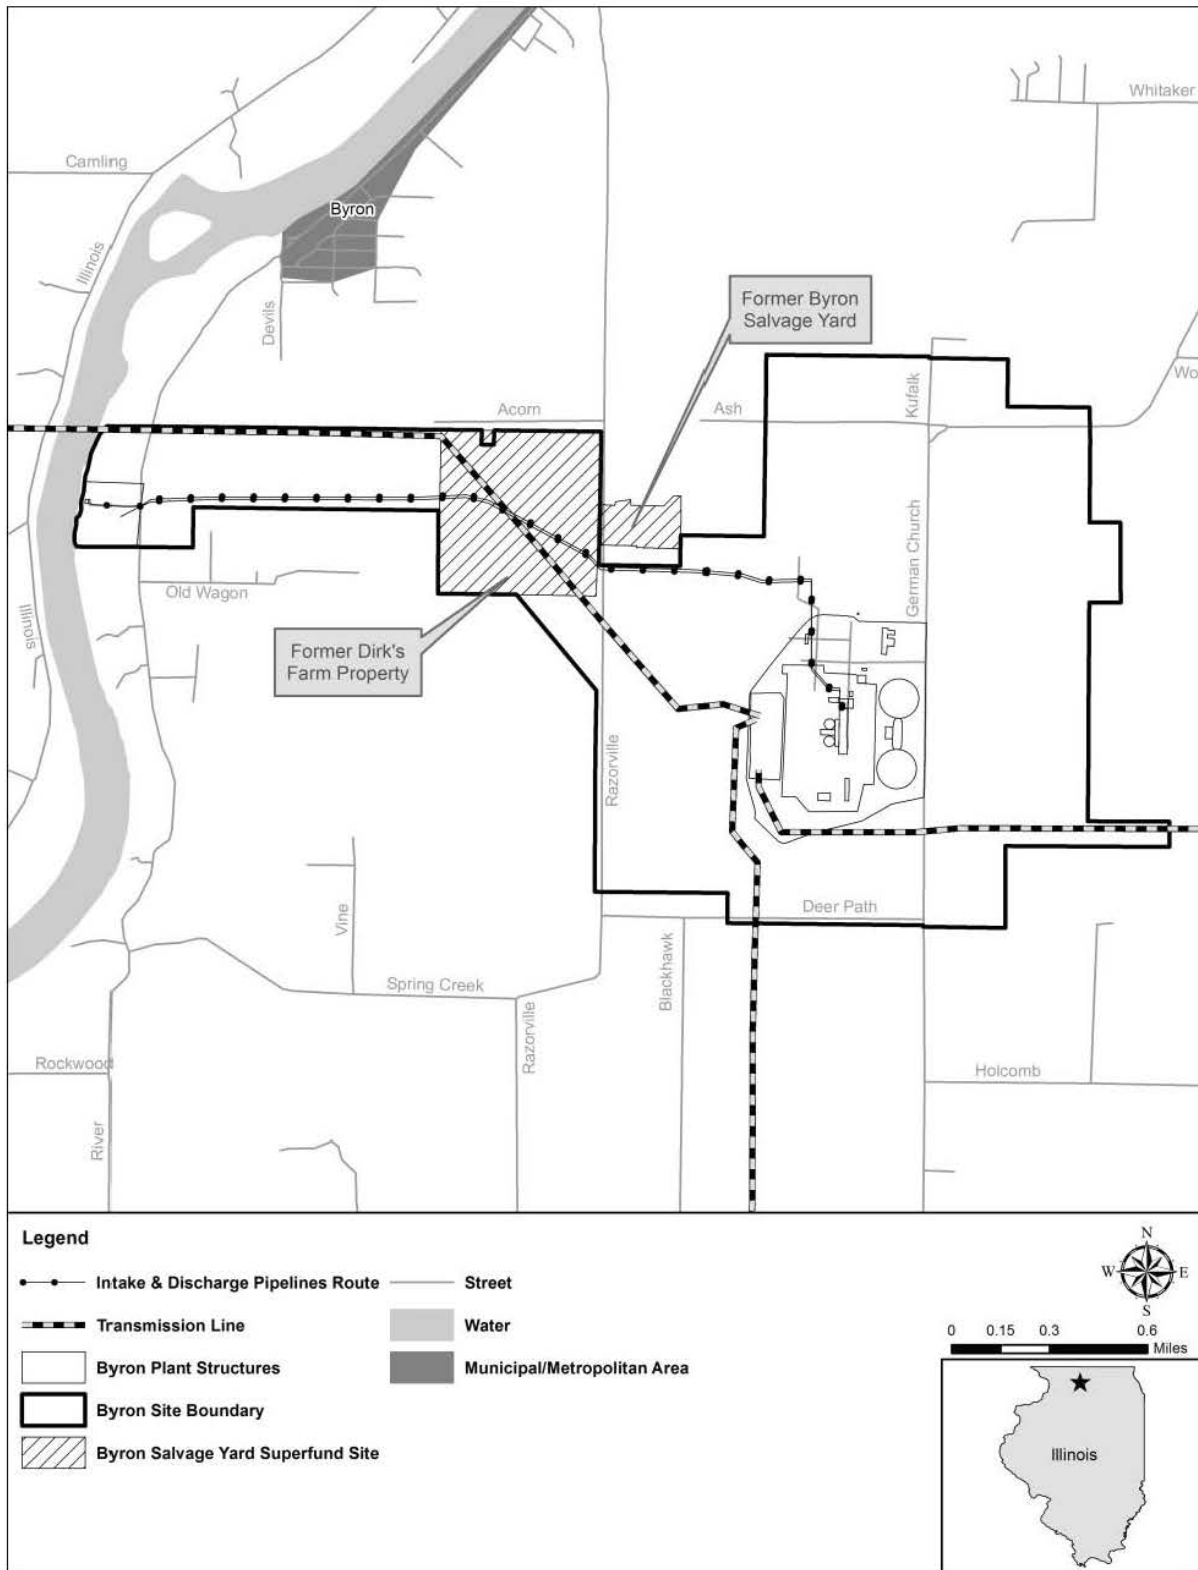 Whitaker
Camling
Byron
Illinois
Devils
Former Byron
Salvage Yard
Kufalk
Wo
Acorn
Ash
German Church
Old Wagon
Illinois
Former Dirk's
Farm Property
Razorville
Vine
Deer Path
Blackhawk
Spring Creek
Razorville
Rockwood
Holcomb
River
Legend
Intake & Discharge Pipelines Route
Street
Transmission Line
Water
Byron Plant Structures
Municipal/Metropolitan Area
Byron Site Boundary
Byron Salvage Yard Superfund Site
N
W E
S
0 0.15 0.3 0.6
Miles
Illinois